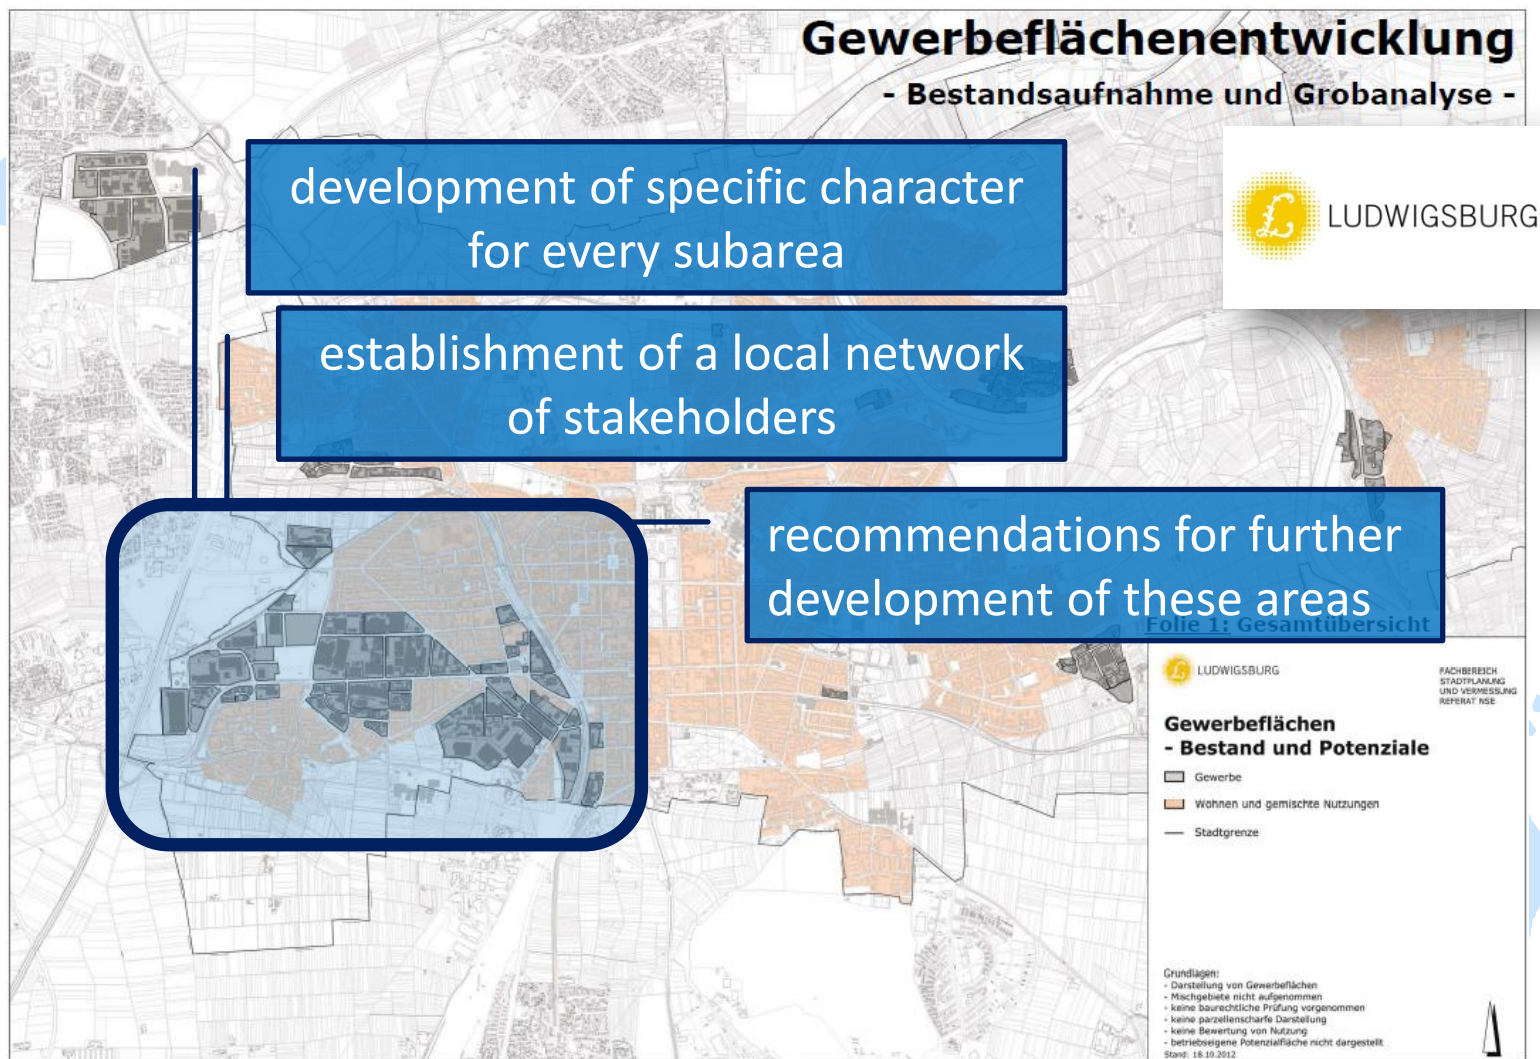 Gewerbeflächenentwicklung
- Bestandsaufnahme und Grobanalyse -
LUDWIGSBURG
development of specific character
for every subarea
establishment of a local network
of stakeholders
recommendations for further
development of these areas
Folie 1: Gesamtübersicht
LUDWIGSBURG
FACHBEREICH
STADTPLANUNG
UND VERMESSUNG
REFERAT NSE
Gewerbeflächen
- Bestand und Potenziale
Gewerbe
Wohnen und gemischte Nutzungen
Stadtgrenze
Grundlagen:
- Darstellung von Gewerbeflächen
- Mischgebiete nicht aufgenommen
- keine baurechtliche Prüfung vorgenommen
- keine parzellenscharfe Darstellung
- keine Bewertung von Nutzung
- betriebseigene Potenzialfläche nicht dargestellt
Stand: 18.10.2012